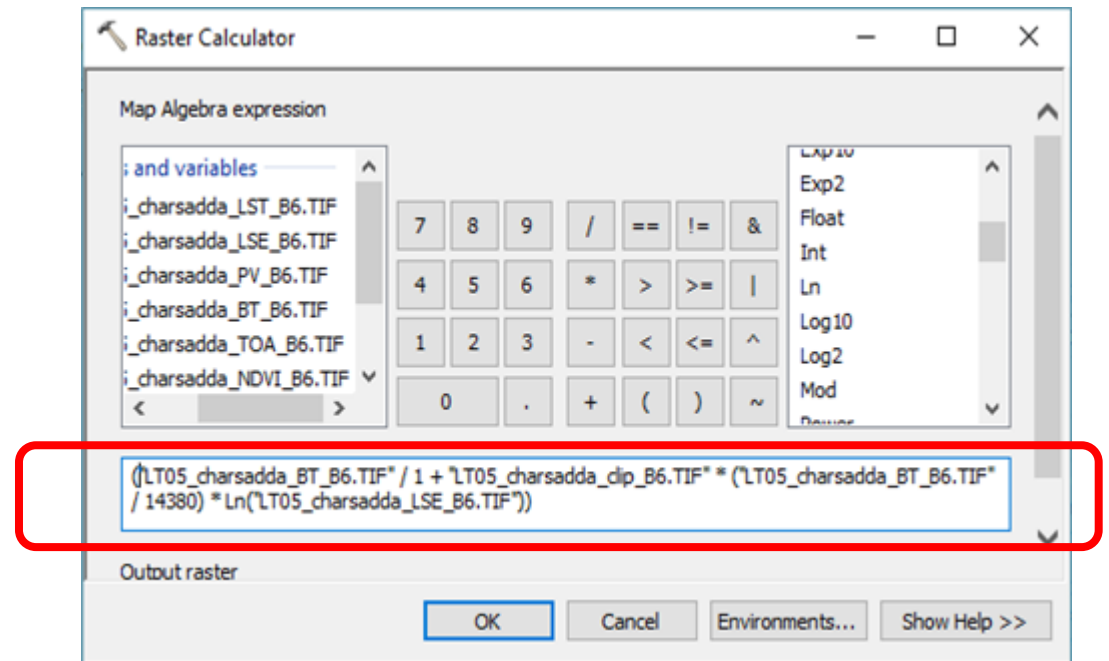 Raster Calculator
Map Algebra expression
s and variables
_charsadda_LST_B6.TIF
_charsadda_LSE_B6.TIF
_charsadda_PV_B6.TIF
_charsadda_BT_B6.TIF
_charsadda_TOA_B6.TIF
_charsadda_NDVI_B6.TIF
7 8 9 / == != &
4 5 6 * > >= |
1 2 3 - < <= ^
0 . + ( ) ~
Exp10
Exp2
Float
Int
Ln
Log10
Log2
Mod
Power
("LT05_charsadda_BT_B6.TIF" / 1 + "LT05_charsadda_clip_B6.TIF" * ("LT05_charsadda_BT_B6.TIF"
/ 14380) * Ln("LT05_charsadda_LSE_B6.TIF"))
Output raster
OK Cancel Environments... Show Help >>